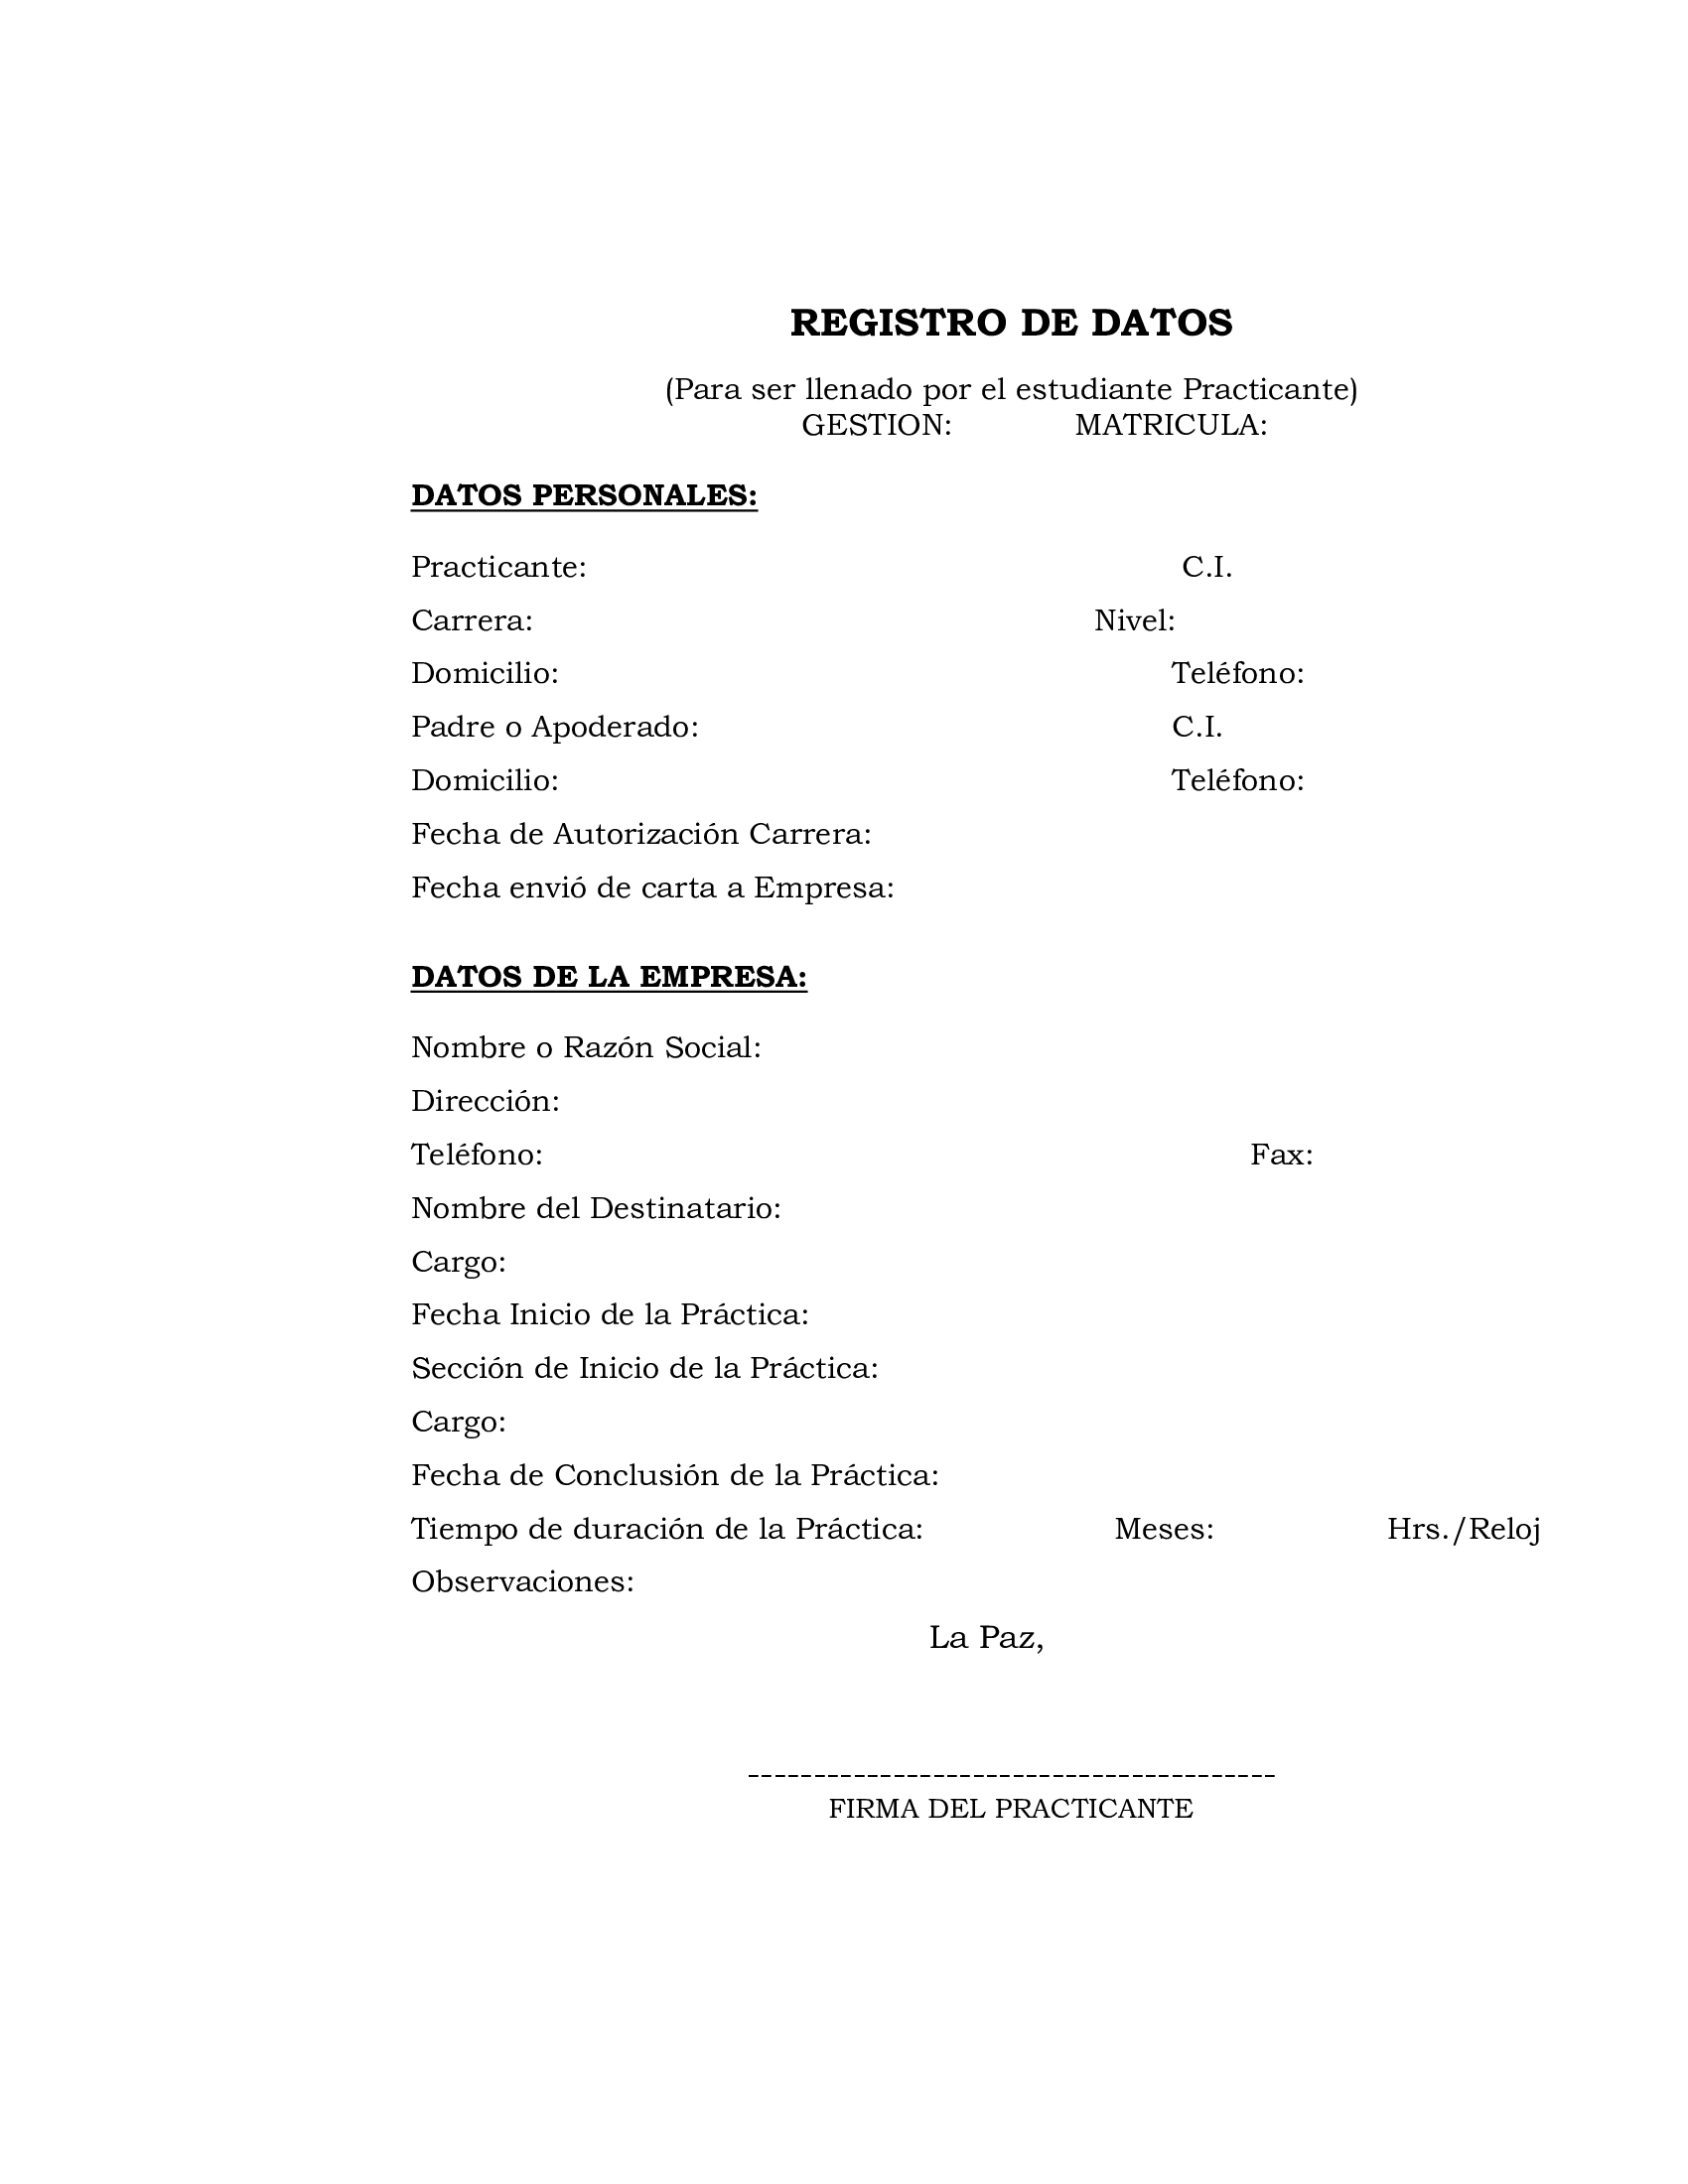 REGISTRO DE DATOS
(Para ser llenado por el estudiante Practicante)
GESTION: MATRICULA:
DATOS PERSONALES:
Practicante: C.I.
Carrera: Nivel:
Domicilio: Teléfono:
Padre o Apoderado: C.I.
Domicilio: Teléfono:
Fecha de Autorización Carrera:
Fecha envió de carta a Empresa:
DATOS DE LA EMPRESA:
Nombre o Razón Social:
Dirección:
Teléfono: Fax:
Nombre del Destinatario:
Cargo:
Fecha Inicio de la Práctica:
Sección de Inicio de la Práctica:
Cargo:
Fecha de Conclusión de la Práctica:
Tiempo de duración de la Práctica: Meses: Hrs./Reloj
Observaciones:
La Paz,
----------------------------------------
FIRMA DEL PRACTICANTE